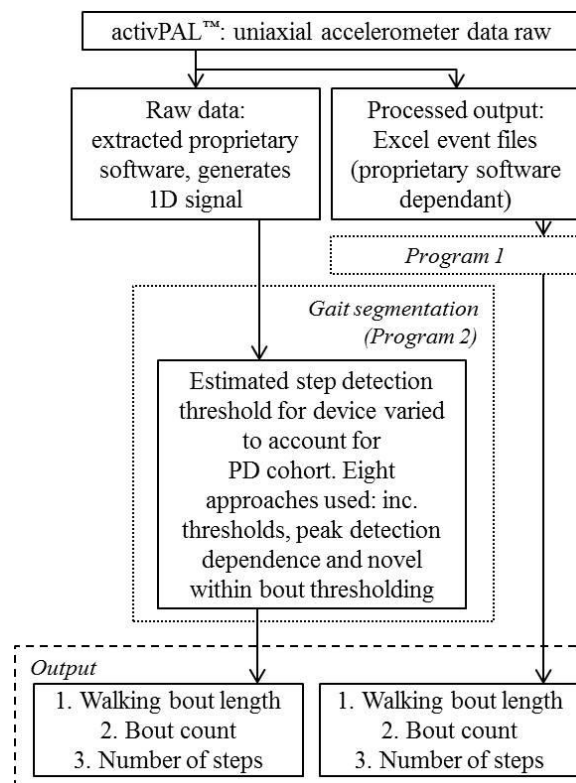 activPAL™: uniaxial accelerometer data raw
Raw data:
extracted proprietary
software, generates
1D signal
Processed output:
Excel event files
(proprietary software
dependant)
Program 1
Gait segmentation
(Program 2)
Estimated step detection
threshold for device varied
to account for
PD cohort. Eight
approaches used: inc.
thresholds, peak detection
dependence and novel
within bout thresholding
Output
1. Walking bout length
2. Bout count
3. Number of steps
1. Walking bout length
2. Bout count
3. Number of steps